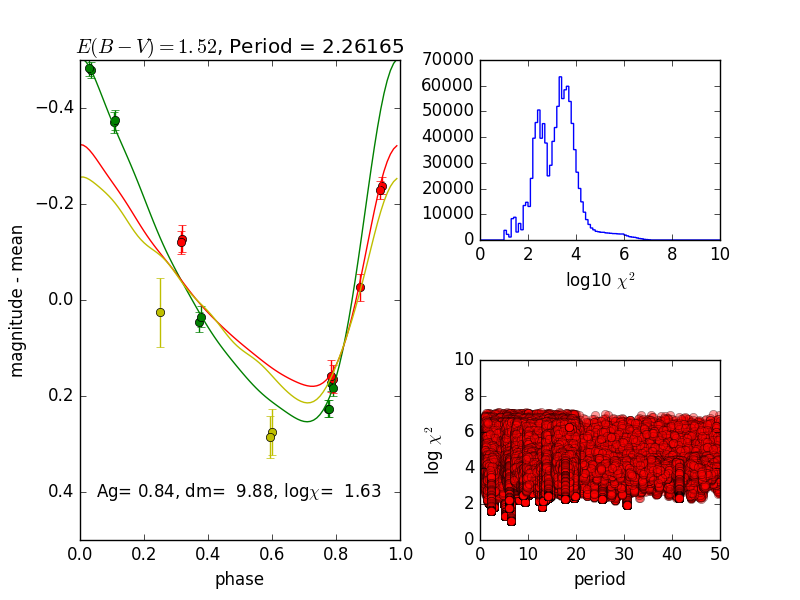 E(B − V) = 1.52, Period = 2.26165
−0.4
−0.2
0.0
0.2
0.4
magnitude - mean
Ag= 0.84, dm= 9.88, logχ= 1.63
0.0 0.2 0.4 0.6 0.8 1.0
phase
70000
60000
50000
40000
30000
20000
10000
0
0 2 4 6 8 10
log10 χ²
10
8
6
4
2
0
log χ²
0 10 20 30 40 50
period